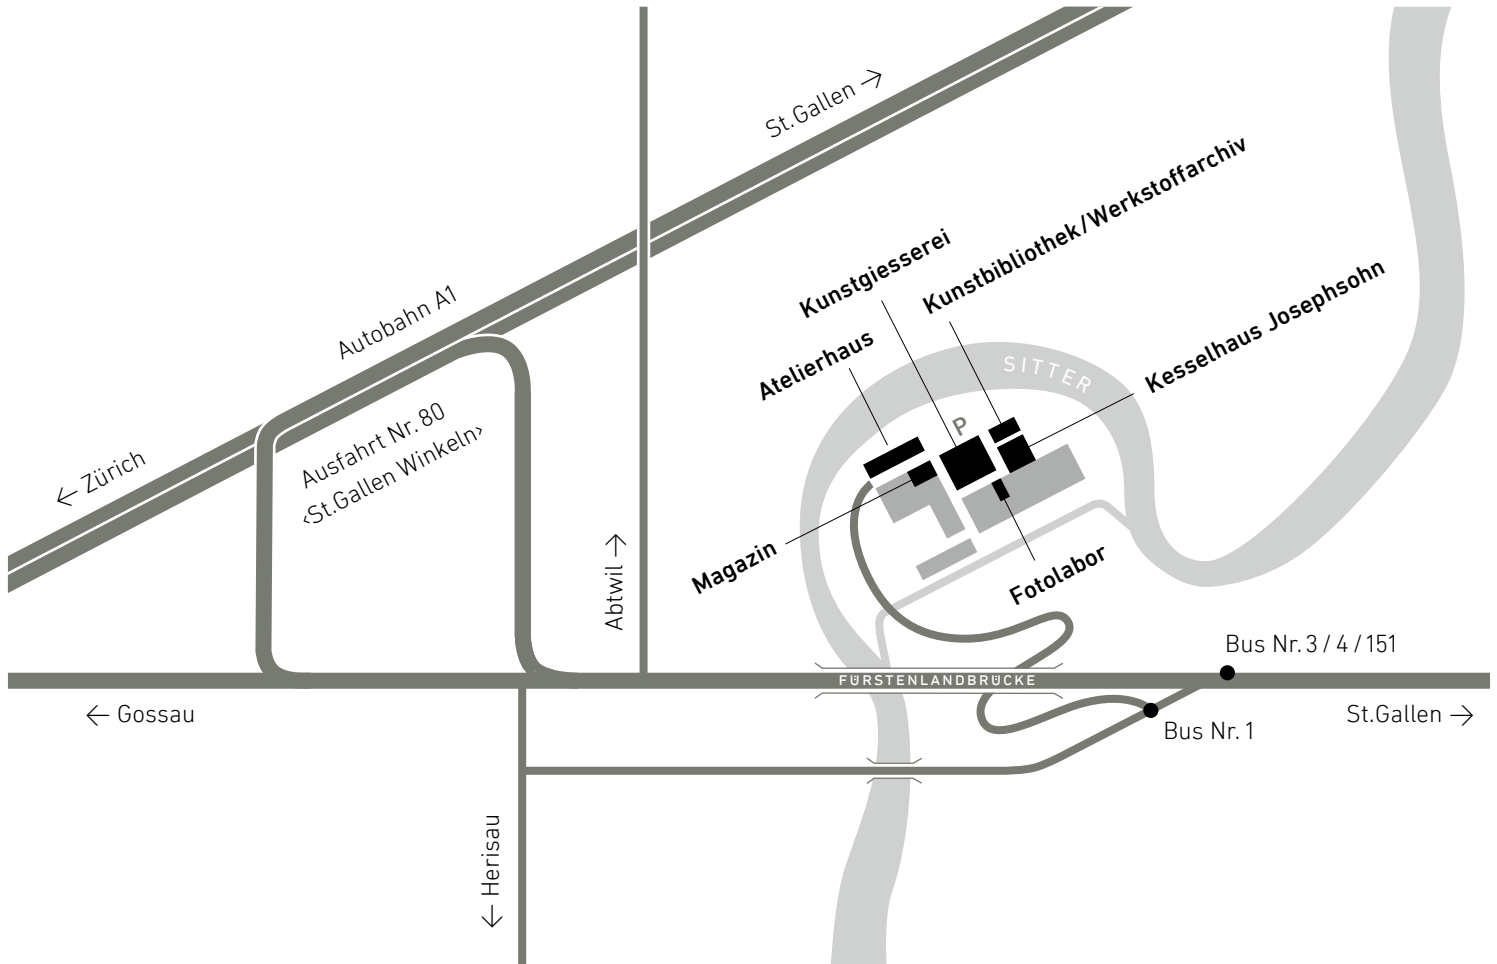 St.Gallen →
Kunstbibliothek/Werkstoffarchiv
Kunstgiesserei
Kesselhaus Josephsohn
Autobahn A1
Atelierhaus
SITTER
P
Ausfahrt Nr. 80
‹St.Gallen Winkeln›
← Zürich
Magazin
Fotolabor
Abtwil →
Bus Nr. 3 / 4 / 151
FÜRSTENLANDBRÜCKE
← Gossau
St.Gallen →
Bus Nr. 1
← Herisau